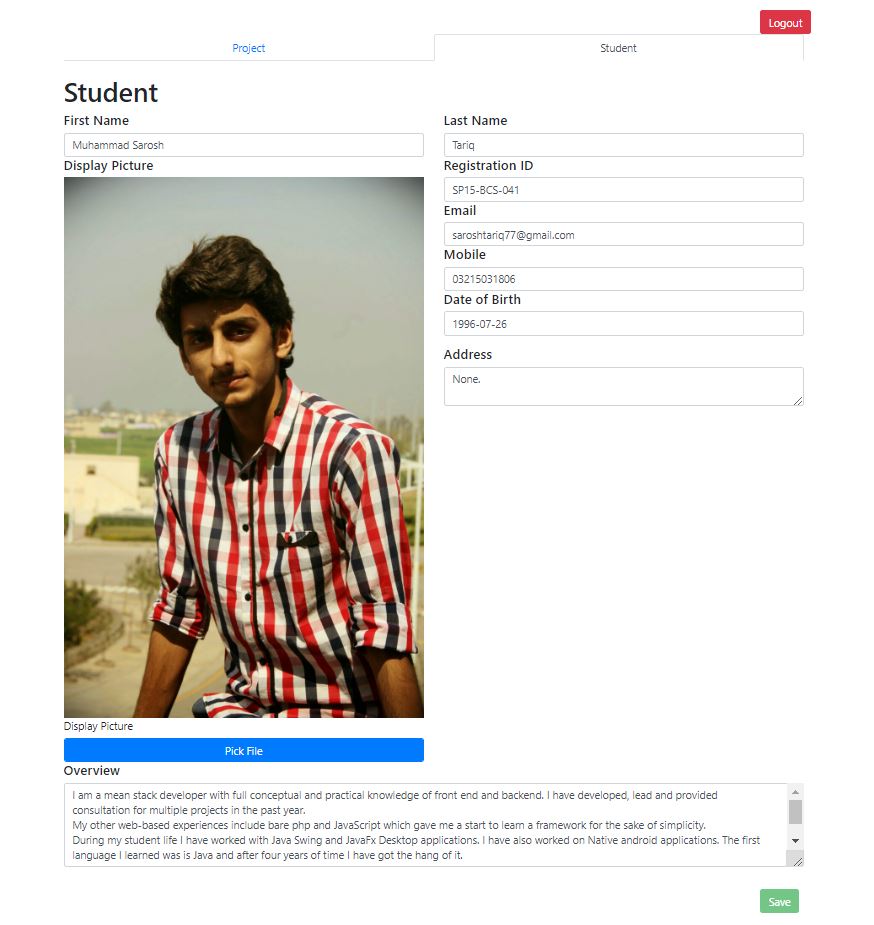 Logout
Project
Student
Student
First Name
Muhammad Sarosh
Last Name
Tariq
Display Picture
Registration ID
SP15-BCS-041
Email
saroshtariq77@gmail.com
Mobile
03215031806
Date of Birth
1996-07-26
Address
None.
Display Picture
Pick File
Overview
I am a mean stack developer with full conceptual and practical knowledge of front end and backend. I have developed, lead and provided
consultation for multiple projects in the past year.
My other web-based experiences include bare php and JavaScript which gave me a start to learn a framework for the sake of simplicity.
During my student life I have worked with Java Swing and JavaFx Desktop applications. I have also worked on Native android applications. The first
language I learned was is Java and after four years of time I have got the hang of it.
Save